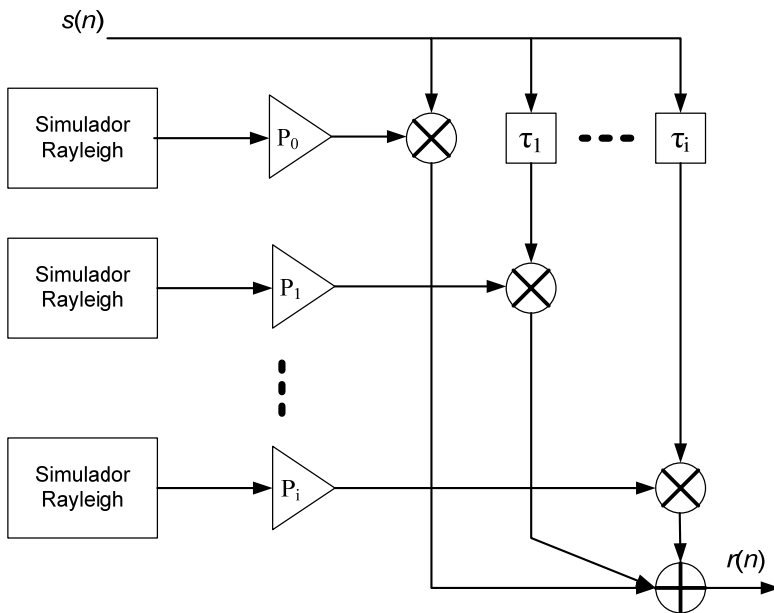 s(n)
Simulador
Rayleigh
P₀
τ₁
τᵢ
Simulador
Rayleigh
P₁
Simulador
Rayleigh
Pᵢ
r(n)